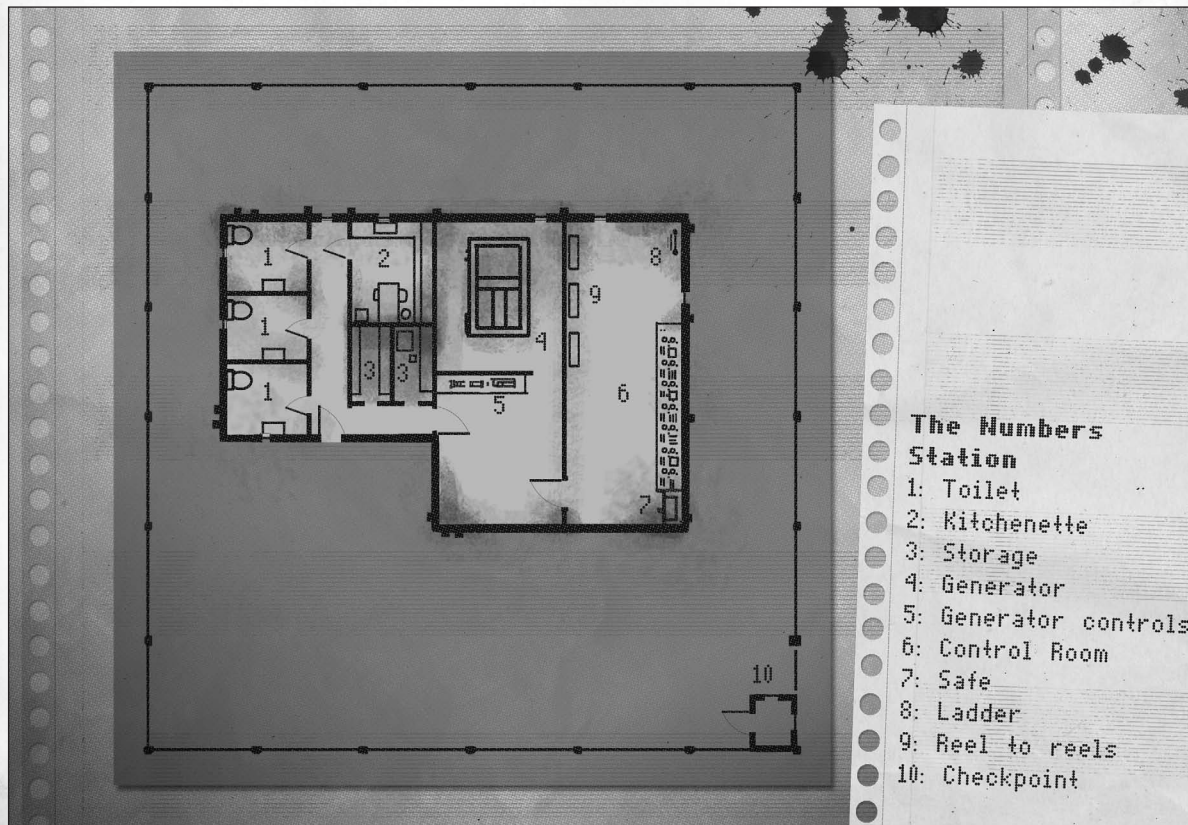 1
2
8
1
9
4
3
3
1
5
6
7
10
The Numbers
Station
1: Toilet
2: Kitchenette
3: Storage
4: Generator
5: Generator controls
6: Control Room
7: Safe
8: Ladder
9: Reel to reels
10: Checkpoint